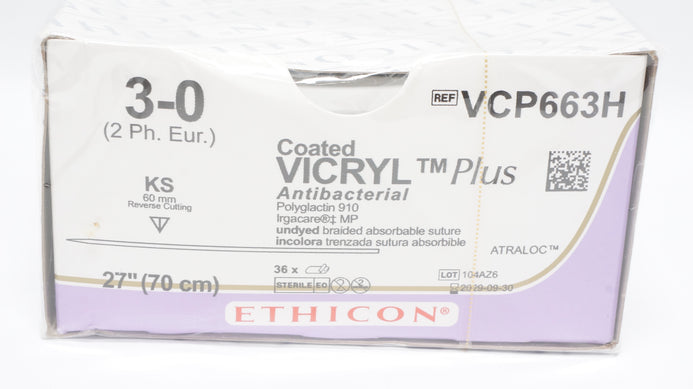 3-0
(2 Ph. Eur.)
REF VCP663H
KS
60 mm
Reverse Cutting
Coated
VICRYL™ Plus
Antibacterial
Polyglactin 910
Irgacare®‡ MP
undyed braided absorbable suture
incolora trenzada sutura absorbible
ATRALOC™
27" (70 cm)
36 x
STERILE EO
LOT 104AZ6
2029-09-30
ETHICON®